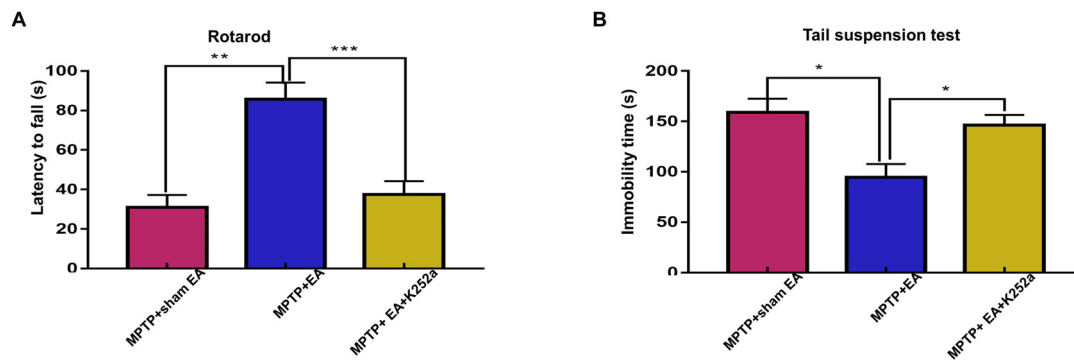 A
Rotarod
**
***
Latency to fall (s)
100
80
60
40
20
0
MPTP+sham EA
MPTP+EA
MPTP+ EA+K252a
B
Tail suspension test
*
*
Immobility time (s)
200
150
100
50
0
MPTP+sham EA
MPTP+EA
MPTP+ EA+K252a